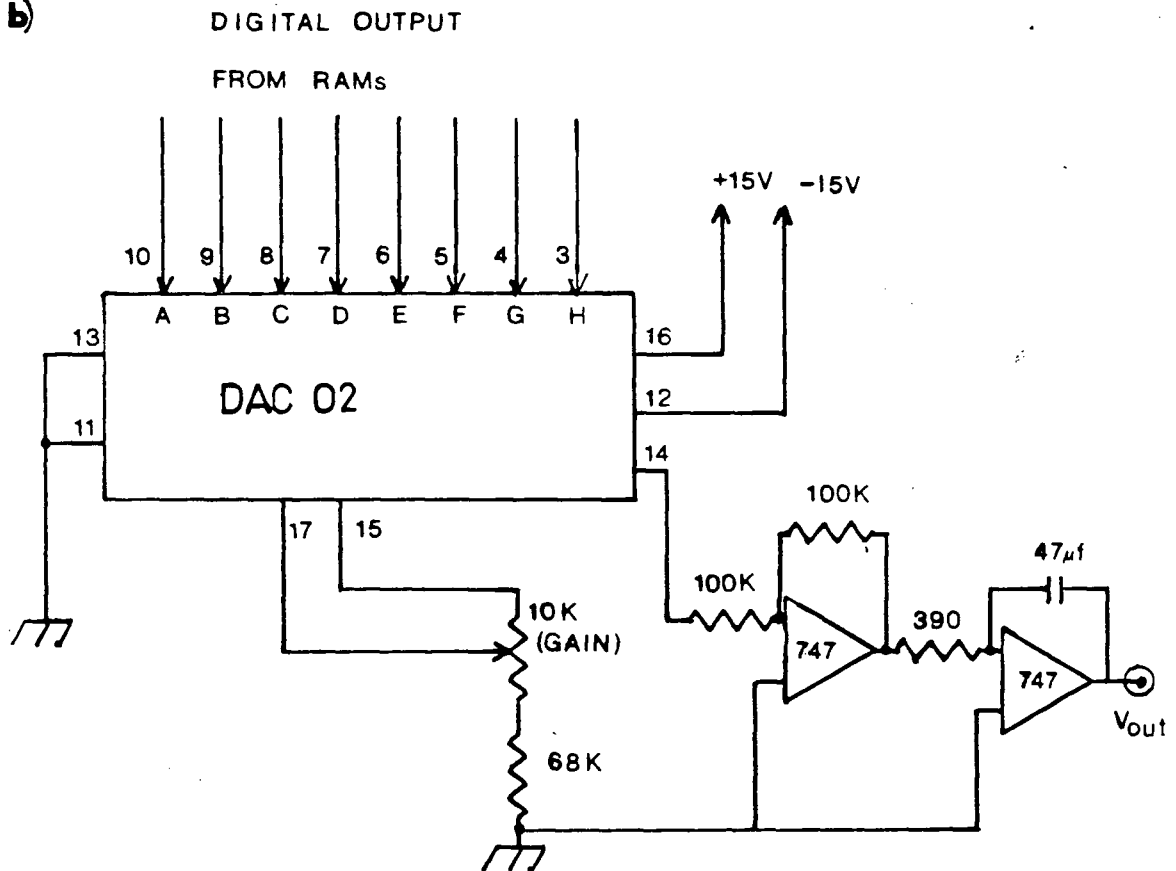 b)
DIGITAL OUTPUT
FROM RAMs
+15V -15V
10 9 8 7 6 5 4 3
A B C D E F G H
13
16
DAC 02
12
11
14
17 15
100K
100K
47µf
10K
(GAIN)
390
747
747
Vout
68K